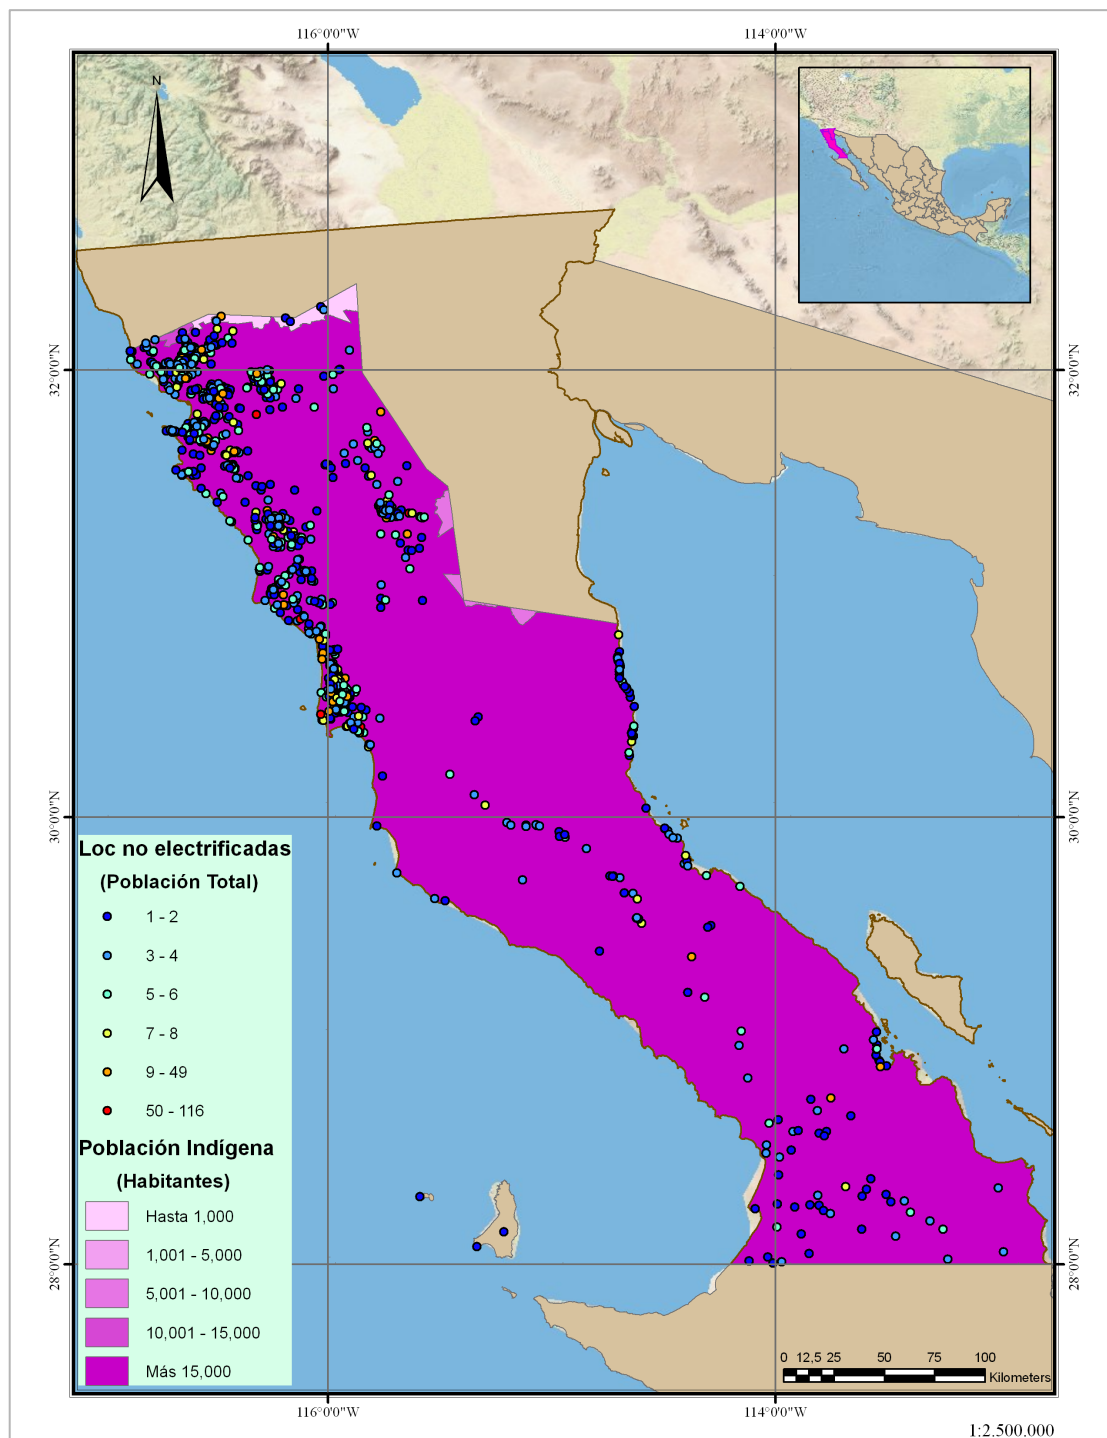 116°0'0"W
114°0'0"W
N
32°0'0"N
32°0'0"N
30°0'0"N
30°0'0"N
Loc no electrificadas
(Población Total)
1 - 2
3 - 4
5 - 6
7 - 8
9 - 49
50 - 116
Población Indígena
(Habitantes)
Hasta 1,000
1,001 - 5,000
5,001 - 10,000
10,001 - 15,000
Más 15,000
28°0'0"N
28°0'0"N
0 12,5 25 50 75 100
Kilometers
116°0'0"W
114°0'0"W
1:2.500.000